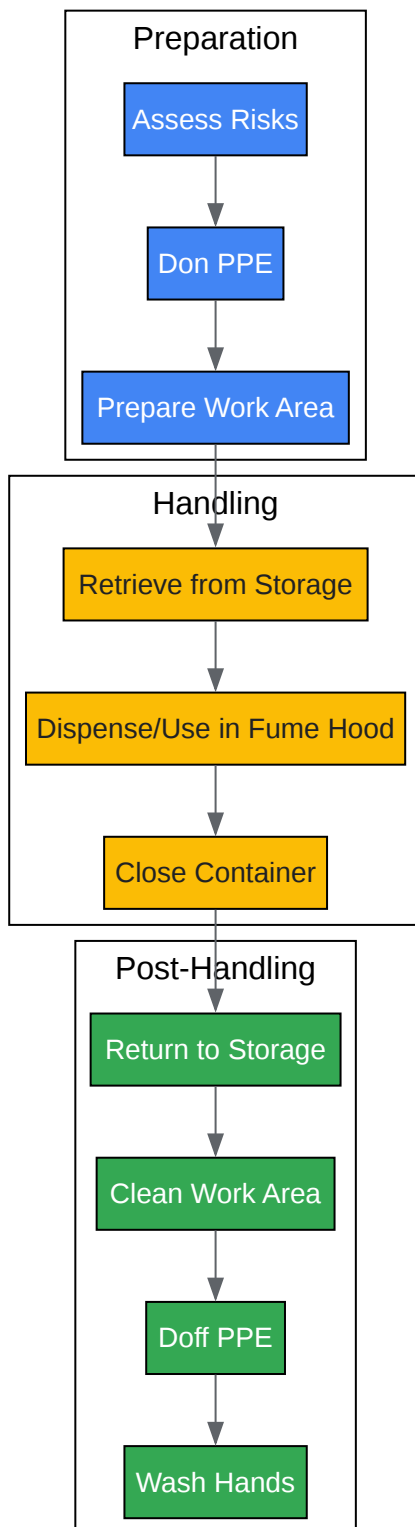 Preparation
Assess Risks
Don PPE
Prepare Work Area
Handling
Retrieve from Storage
Dispense/Use in Fume Hood
Close Container
Post-Handling
Return to Storage
Clean Work Area
Doff PPE
Wash Hands